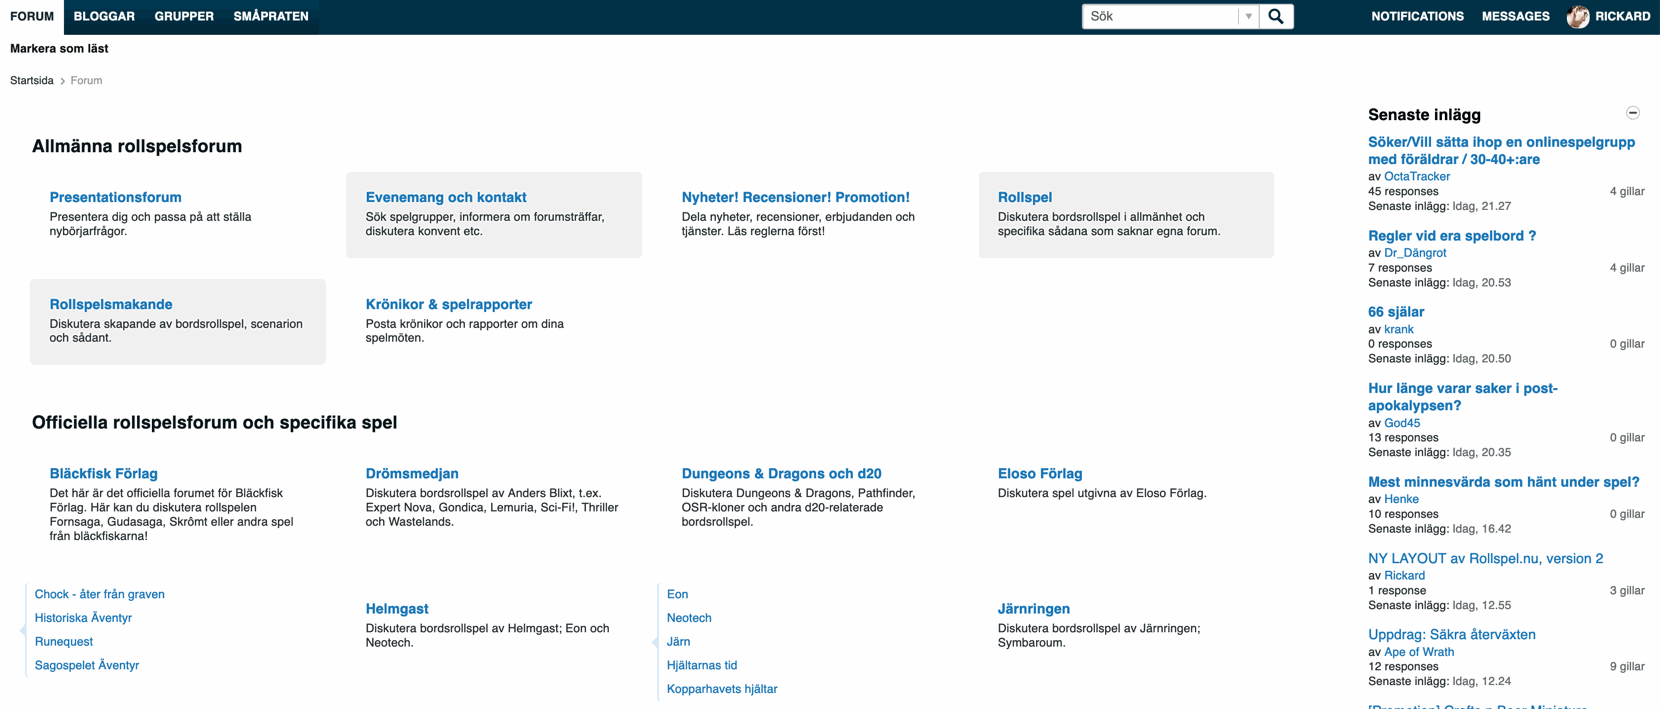 FORUM BLOGGAR GRUPPER SMÅPRATEN Sök NOTIFICATIONS MESSAGES RICKARD
Markera som läst
Startsida > Forum
Allmänna rollspelsforum
Presentationsforum
Presentera dig och passa på att ställa
nybörjarfrågor.
Evenemang och kontakt
Sök spelgrupper, informera om forumsträffar,
diskutera konvent etc.
Nyheter! Recensioner! Promotion!
Dela nyheter, recensioner, erbjudanden och
tjänster. Läs reglerna först!
Rollspel
Diskutera bordsrollspel i allmänhet och
specifika sådana som saknar egna forum.
Rollspelsmakande
Diskutera skapande av bordsrollspel, scenarion
och sådant.
Krönikor & spelrapporter
Posta krönikor och rapporter om dina
spelmöten.
Officiella rollspelsforum och specifika spel
Bläckfisk Förlag
Det här är det officiella forumet för Bläckfisk
Förlag. Här kan du diskutera rollspelen
Fornsaga, Gudasaga, Skrômt eller andra spel
från bläckfiskarna!
Drömsmedjan
Diskutera bordsrollspel av Anders Blixt, t.ex.
Expert Nova, Gondica, Lemuria, Sci-Fi!, Thriller
och Wastelands.
Dungeons & Dragons och d20
Diskutera Dungeons & Dragons, Pathfinder,
OSR-kloner och andra d20-relaterade
bordsrollspel.
Eloso Förlag
Diskutera spel utgivna av Eloso Förlag.
Chock - åter från graven
Historiska Äventyr
Runequest
Sagospelet Äventyr
Helmgast
Diskutera bordsrollspel av Helmgast; Eon och
Neotech.
Eon
Neotech
Järn
Hjältarnas tid
Kopparhavets hjältar
Järnringen
Diskutera bordsrollspel av Järnringen;
Symbaroum.
Senaste inlägg
Söker/Vill sätta ihop en onlinespelgrupp
med föräldrar / 30-40+:are
av OctaTracker
45 responses 4 gillar
Senaste inlägg: Idag, 21.27
Regler vid era spelbord ?
av Dr_Dängrot
7 responses 4 gillar
Senaste inlägg: Idag, 20.53
66 själar
av krank
0 responses 0 gillar
Senaste inlägg: Idag, 20.50
Hur länge varar saker i post-
apokalypsen?
av God45
13 responses 0 gillar
Senaste inlägg: Idag, 20.35
Mest minnesvärda som hänt under spel?
av Henke
10 responses 0 gillar
Senaste inlägg: Idag, 16.42
NY LAYOUT av Rollspel.nu, version 2
av Rickard
1 response 3 gillar
Senaste inlägg: Idag, 12.55
Uppdrag: Säkra återväxten
av Ape of Wrath
12 responses 9 gillar
Senaste inlägg: Idag, 12.24